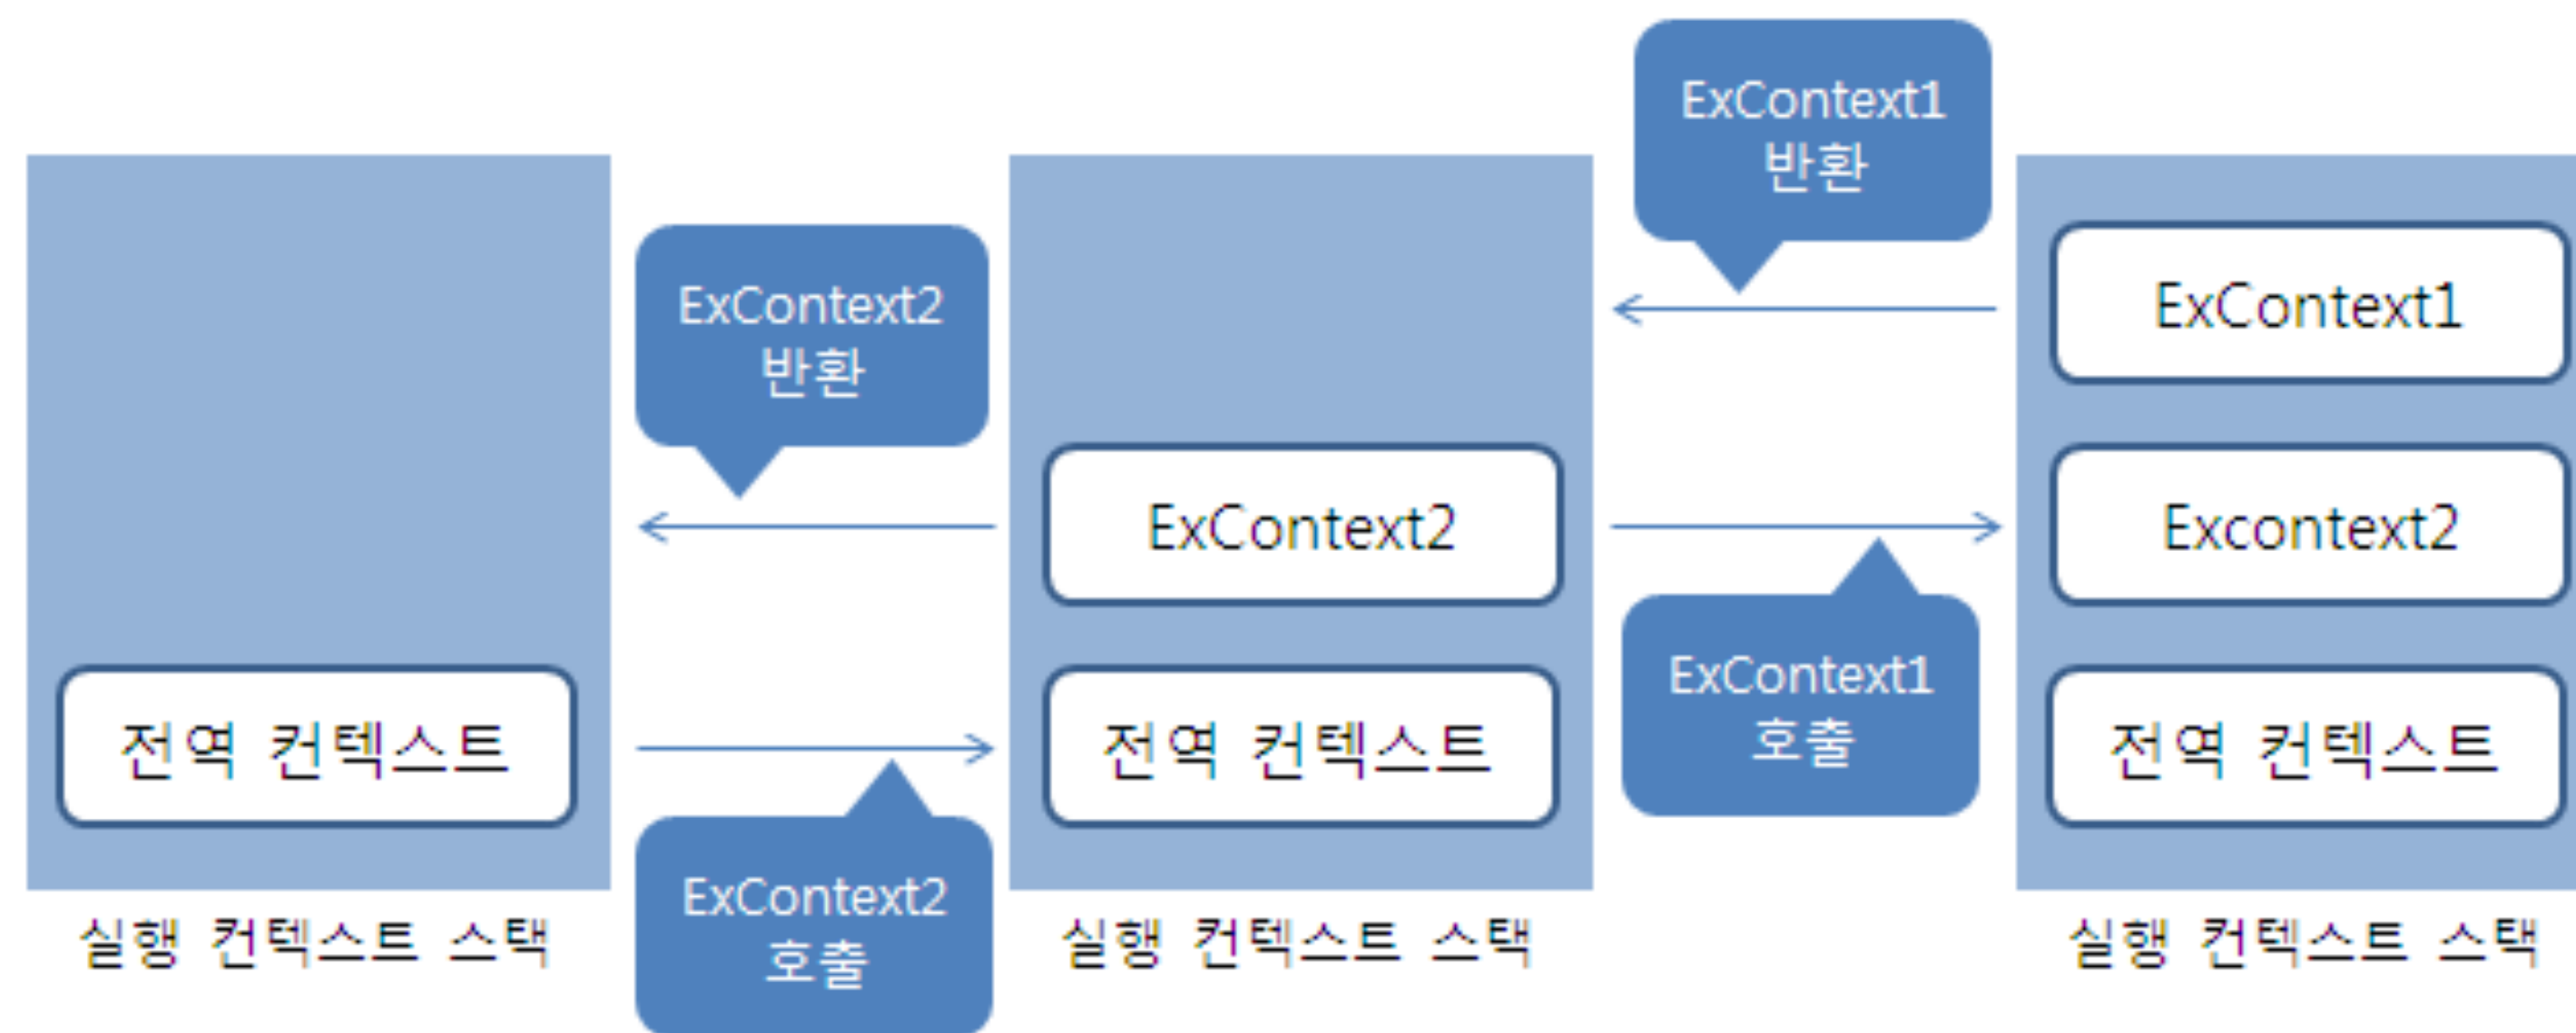 ExContext1
반환
ExContext2
반환
ExContext1
ExContext2
Excontext2
ExContext1
호출
전역 컨텍스트
전역 컨텍스트
전역 컨텍스트
ExContext2
호출
실행 컨텍스트 스택
실행 컨텍스트 스택
실행 컨텍스트 스택